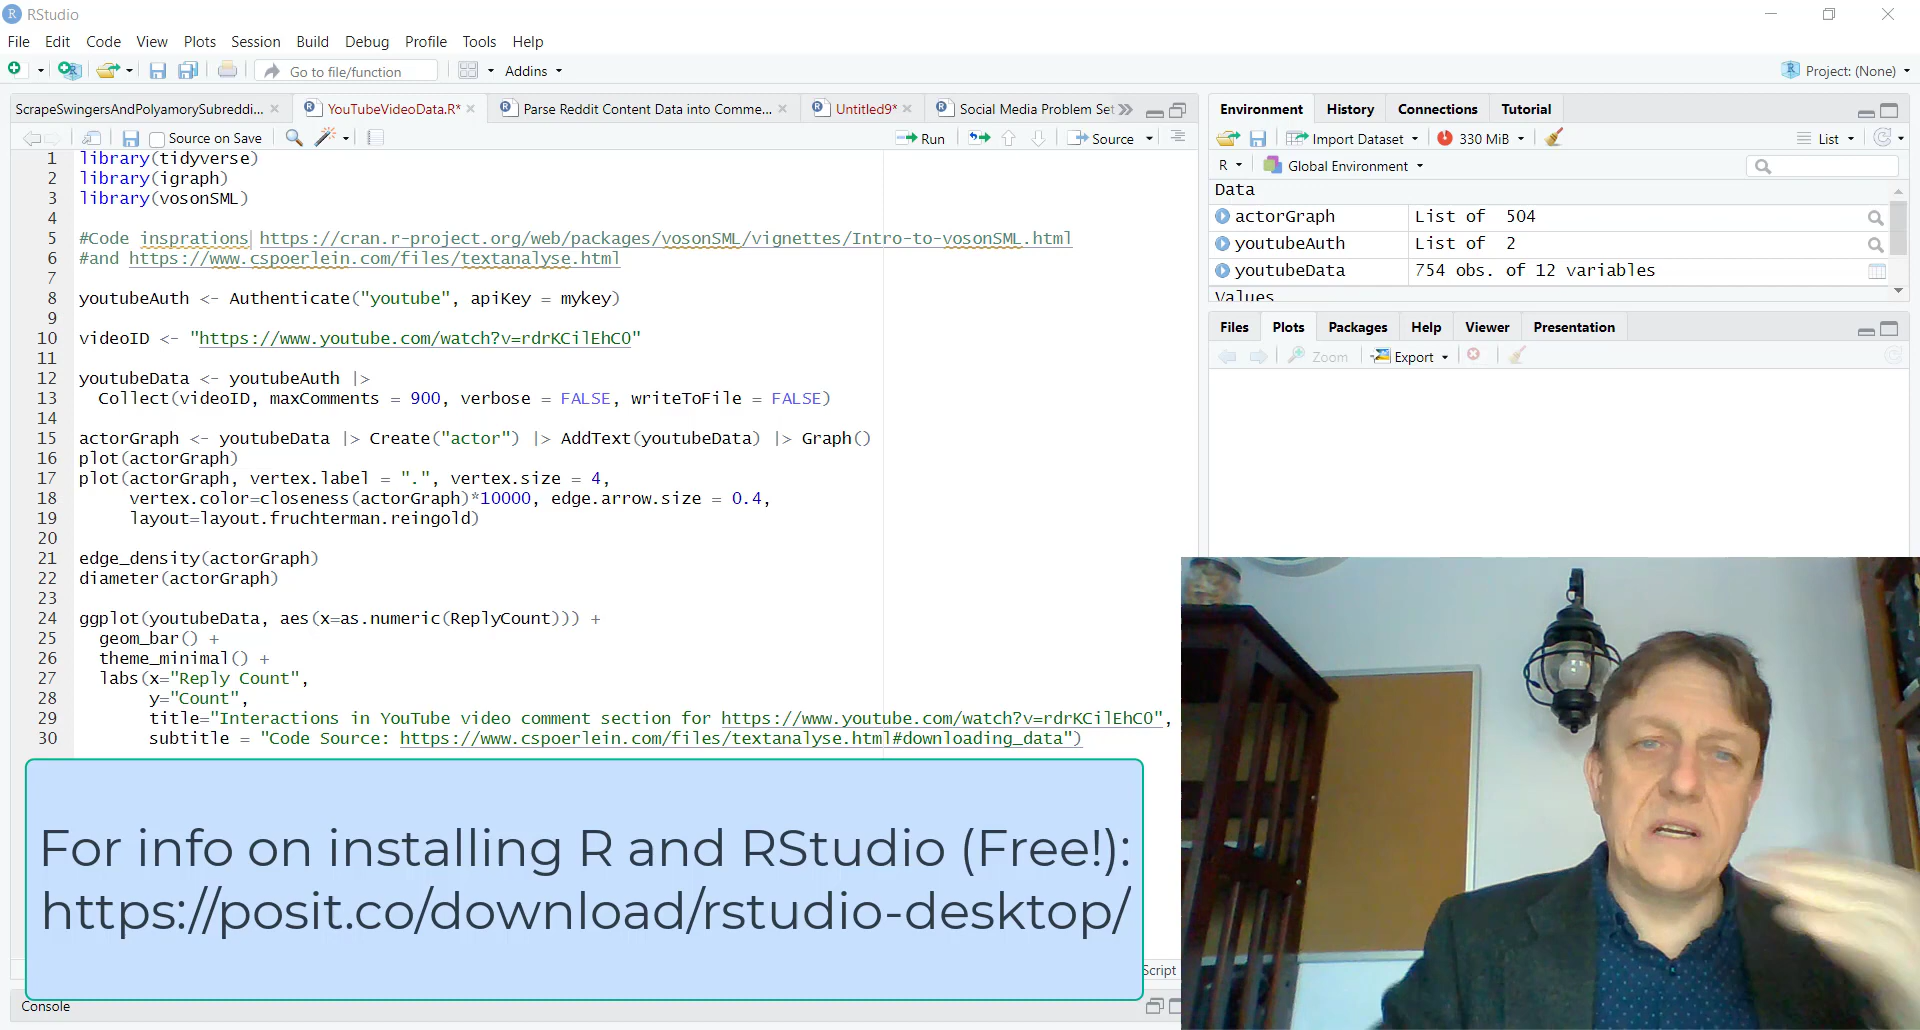 RStudio
File Edit Code View Plots Session Build Debug Profile Tools Help
Go to file/function Addins Project: (None)
ScrapeSwingersAndPolyamorySubreddi... YouTubeVideoData.R* Parse Reddit Content Data into Comme... Untitled9* Social Media Problem Set
Source on Save Run Source
1 library(tidyverse)
2 library(igraph)
3 library(vosonSML)
4
5 #Code insprations https://cran.r-project.org/web/packages/vosonSML/vignettes/Intro-to-vosonSML.html
6 #and https://www.cspoerlein.com/files/textanalyse.html
7
8 youtubeAuth <- Authenticate("youtube", apiKey = mykey)
9
10 videoID <- "https://www.youtube.com/watch?v=rdrKCilEhC0"
11
12 youtubeData <- youtubeAuth |>
13 Collect(videoID, maxComments = 900, verbose = FALSE, writeToFile = FALSE)
14
15 actorGraph <- youtubeData |> Create("actor") |> AddText(youtubeData) |> Graph()
16 plot(actorGraph)
17 plot(actorGraph, vertex.label = ".", vertex.size = 4,
18 vertex.color=closeness(actorGraph)*10000, edge.arrow.size = 0.4,
19 layout=layout.fruchterman.reingold)
20
21 edge_density(actorGraph)
22 diameter(actorGraph)
23
24 ggplot(youtubeData, aes(x=as.numeric(ReplyCount))) +
25 geom_bar() +
26 theme_minimal() +
27 labs(x="Reply Count",
28 y="Count",
29 title="Interactions in YouTube video comment section for https://www.youtube.com/watch?v=rdrKCilEhC0",
30 subtitle = "Code Source: https://www.cspoerlein.com/files/textanalyse.html#downloading_data")
For info on installing R and RStudio (Free!):
https://posit.co/download/rstudio-desktop/
Script
Console
Environment History Connections Tutorial
Import Dataset 330 MiB List
R Global Environment
Data
actorGraph List of 504
youtubeAuth List of 2
youtubeData 754 obs. of 12 variables
Values
Files Plots Packages Help Viewer Presentation
Zoom Export